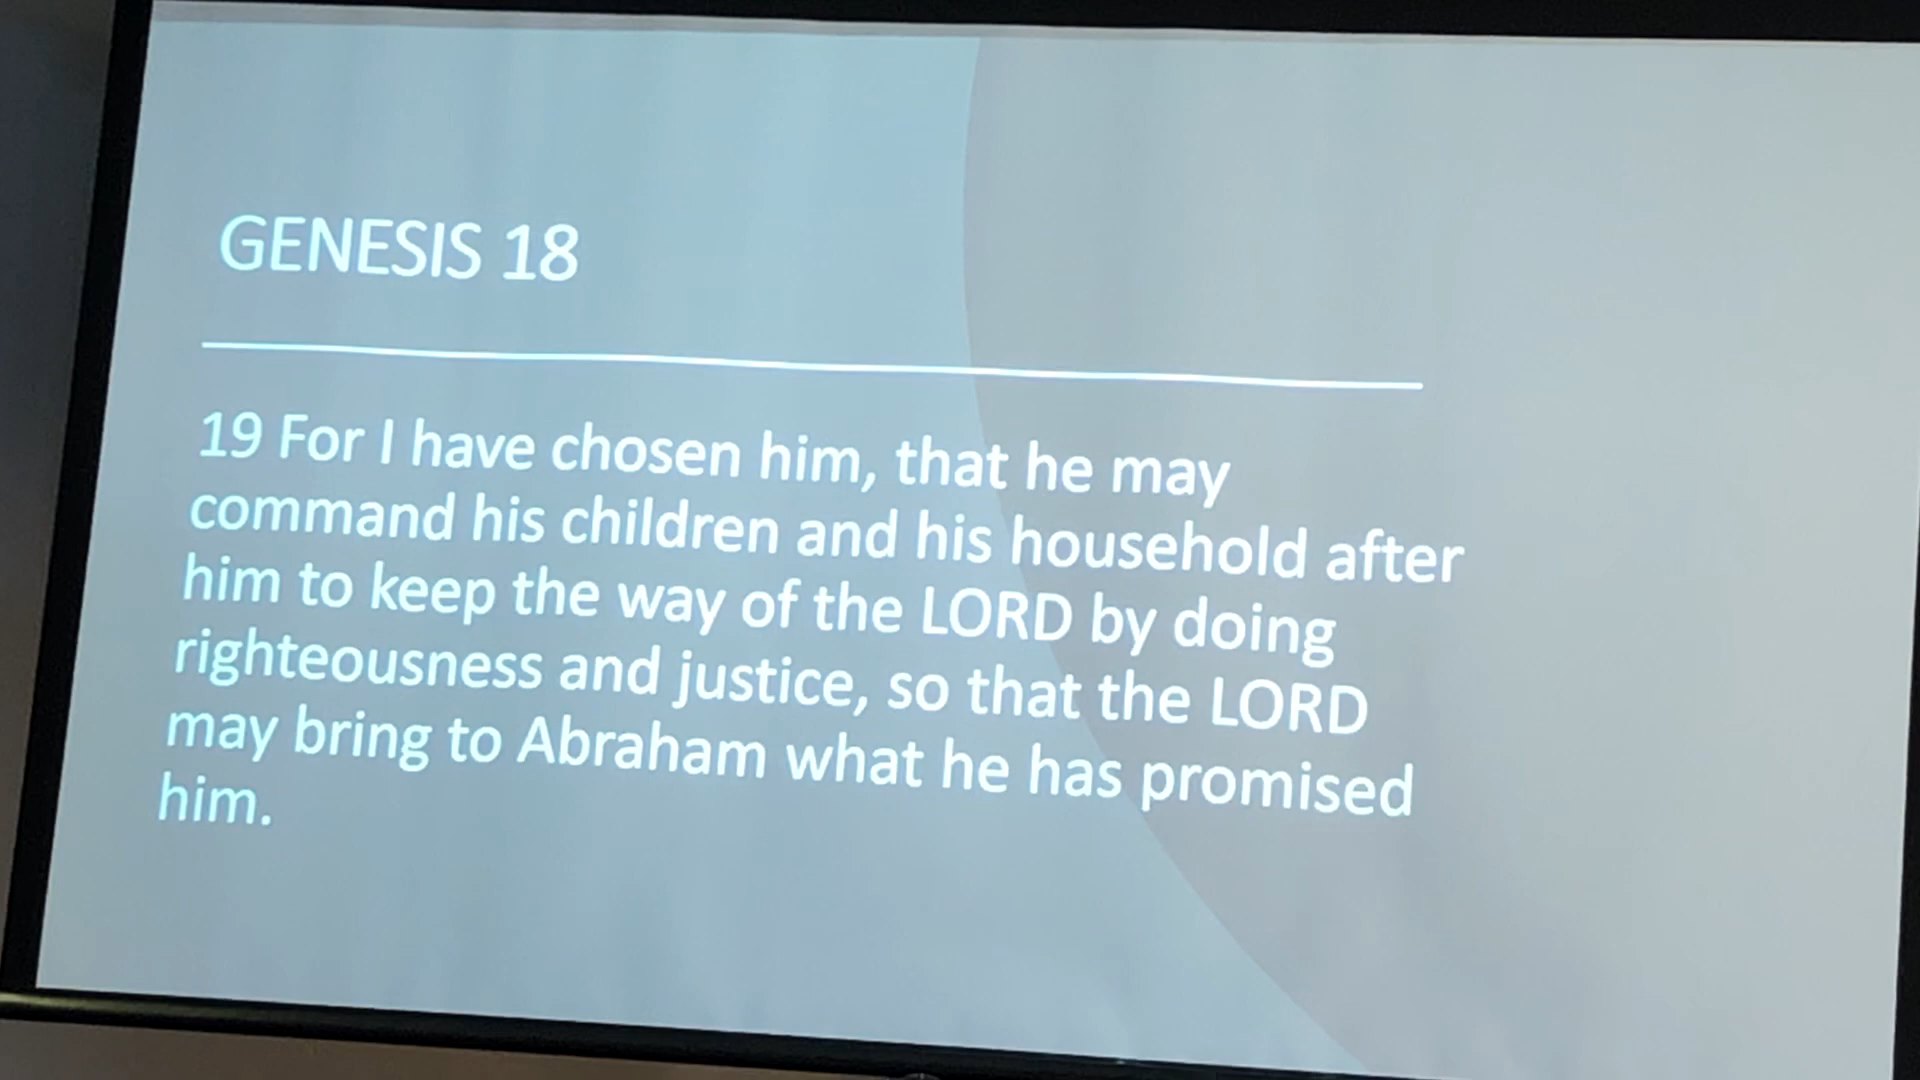 GENESIS 18
19 For I have chosen him, that he may
command his children and his household after
him to keep the way of the LORD by doing
righteousness and justice, so that the LORD
may bring to Abraham what he has promised
him.